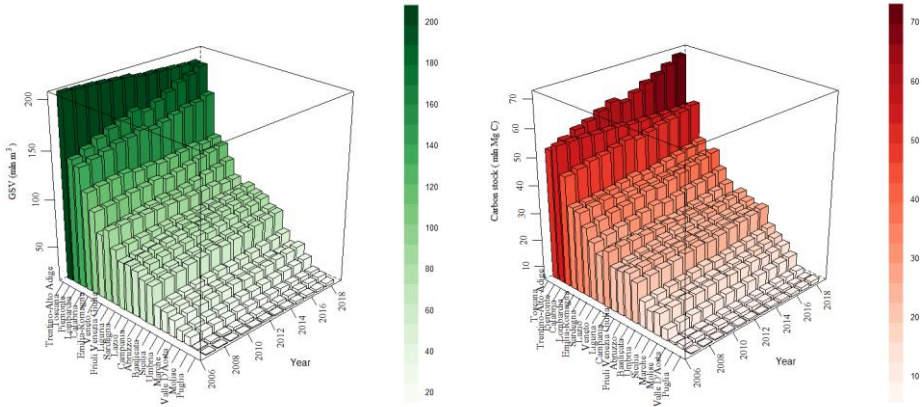 200
150
100
50
GSV (mln m³)
Trentino-Alto Adige
Toscana
Piemonte
Lombardia
Calabria
Emilia-Romagna
Veneto
Friuli Venezia Giulia
Liguria
Sardegna
Lazio
Campania
Abruzzo
Basilicata
Sicilia
Umbria
Marche
Valle D'Aosta
Molise
Puglia
2006
2008
2010
2012
2014
2016
2018
Year
200
180
160
140
120
100
80
60
40
20
70
60
50
40
30
20
10
Carbon stock ( mln Mg C)
Toscana
Trentino-Alto Adige
Piemonte
Calabria
Lombardia
Emilia-Romagna
Sardegna
Lazio
Veneto
Liguria
Campania
Friuli Venezia Giulia
Abruzzo
Basilicata
Umbria
Sicilia
Marche
Molise
Valle D'Aosta
Puglia
2006
2008
2010
2012
2014
2016
2018
Year
70
60
50
40
30
20
10